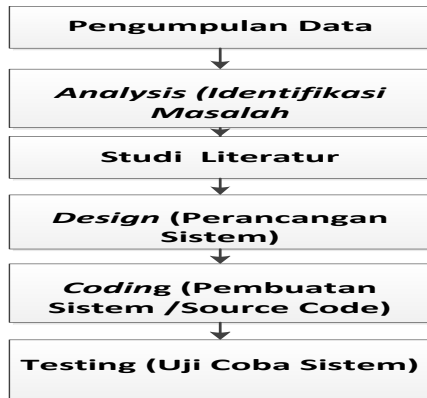 Pengumpulan Data
Analysis (Identifikasi
Masalah
Studi Literatur
Design (Perancangan
Sistem)
Coding (Pembuatan
Sistem /Source Code)
Testing (Uji Coba Sistem)